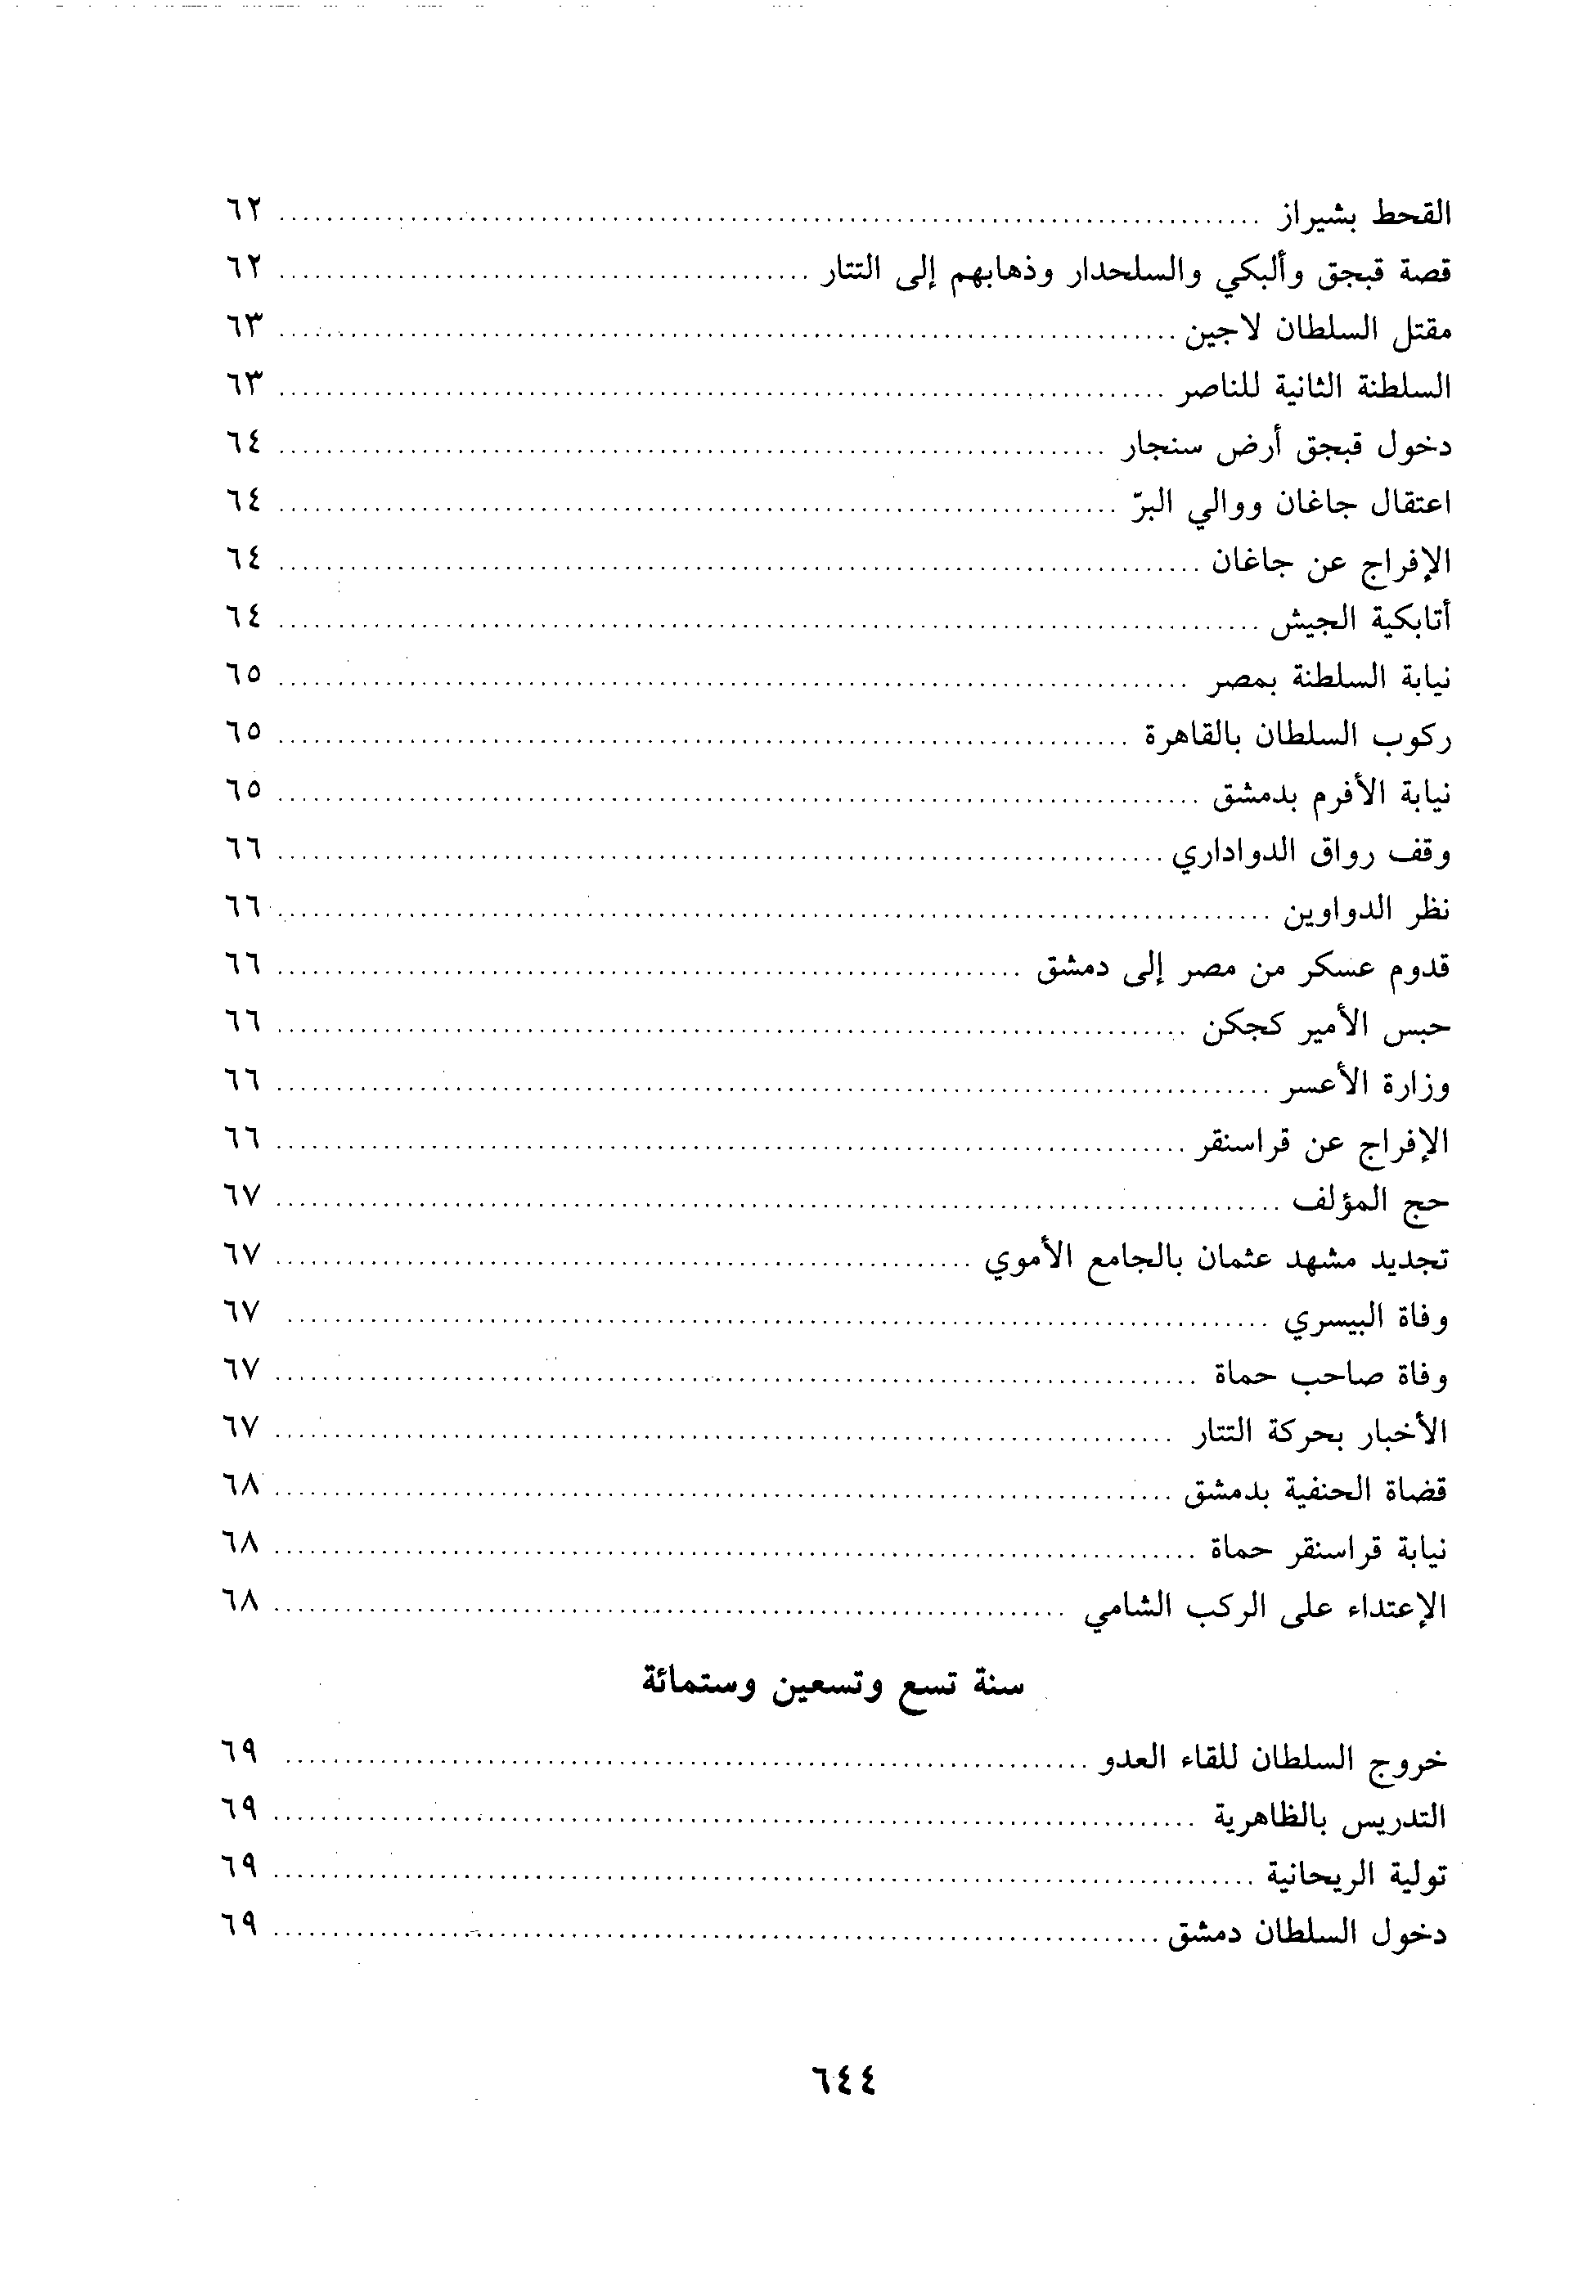 القحط بشيراز ........ ٦٢
قصة قبجق وألبكي والسلحدار وذهابهم إلى التتار ........ ٦٢
مقتل السلطان لاجين ........ ٦٣
السلطنة الثانية للناصر ........ ٦٣
دخول قبجق أرض سنجار ........ ٦٤
اعتقال جاغان ووالي البرّ ........ ٦٤
الإفراج عن جاغان ........ ٦٤
أتابكية الجيش ........ ٦٤
نيابة السلطنة بمصر ........ ٦٥
ركوب السلطان بالقاهرة ........ ٦٥
نيابة الأفرم بدمشق ........ ٦٥
وقف رواق الدواداري ........ ٦٦
نظر الدواوين ........ ٦٦
قدوم عسكر من مصر إلى دمشق ........ ٦٦
حبس الأمير كجكن ........ ٦٦
وزارة الأعسر ........ ٦٦
الإفراج عن قراسنقر ........ ٦٦
حج المؤلف ........ ٦٧
تجديد مشهد عثمان بالجامع الأموي ........ ٦٧
وفاة البيسري ........ ٦٧
وفاة صاحب حماة ........ ٦٧
الأخبار بحركة التتار ........ ٦٧
قضاة الحنفية بدمشق ........ ٦٨
نيابة قراسنقر حماة ........ ٦٨
الإعتداء على الركب الشامي ........ ٦٨
سنة تسع وتسعين وستمائة
خروج السلطان للقاء العدو ........ ٦٩
التدريس بالظاهرية ........ ٦٩
تولية الريحانية ........ ٦٩
دخول السلطان دمشق ........ ٦٩
٦٤٤